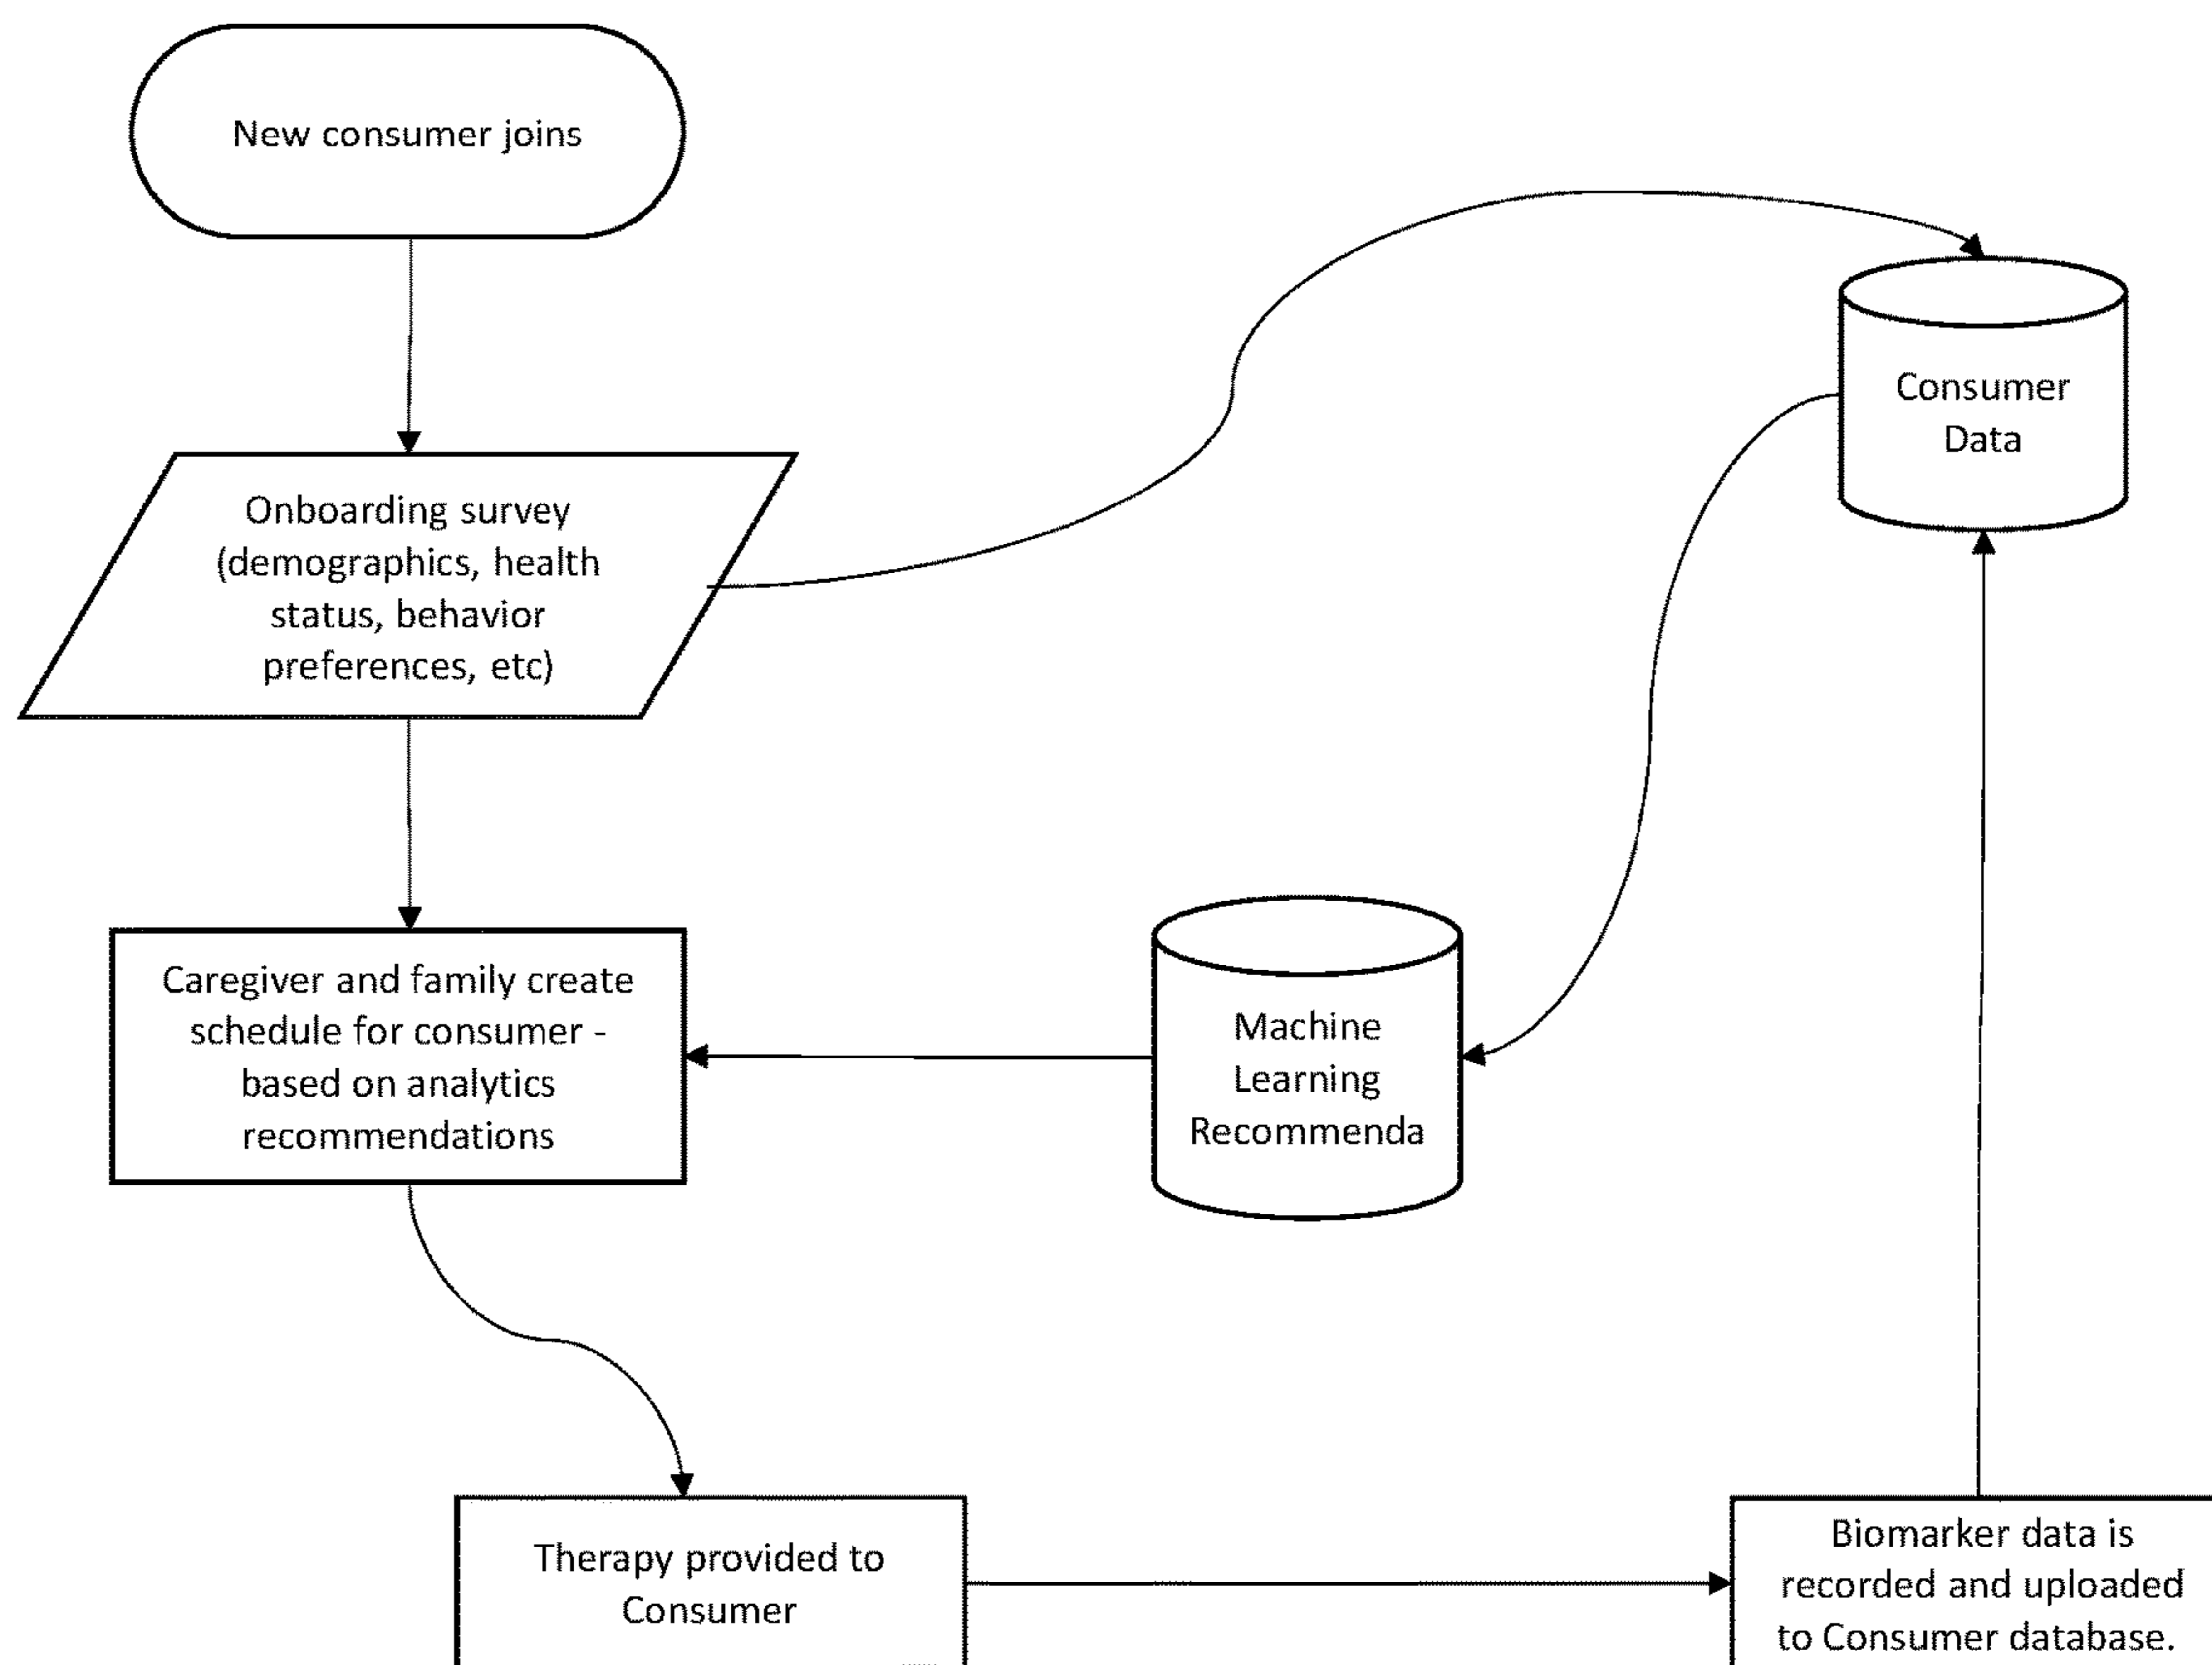 New consumer joins
Onboarding survey
(demographics, health
status, behavior
preferences, etc)
Consumer
Data
Caregiver and family create
schedule for consumer -
based on analytics
recommendations
Machine
Learning
Recommenda
Therapy provided to
Consumer
Biomarker data is
recorded and uploaded
to Consumer database.